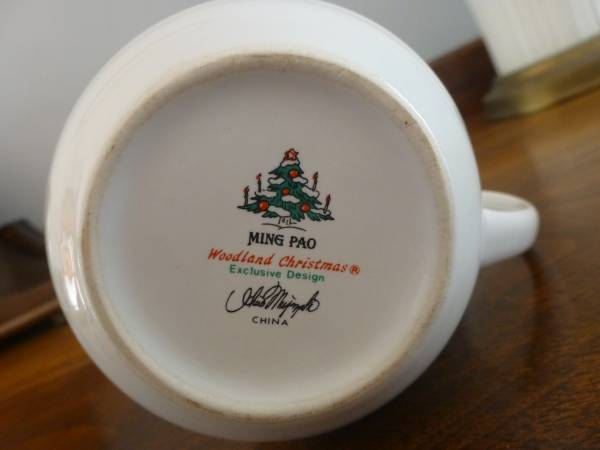 MING PAO
Woodland Christmas®
Exclusive Design
CHINA